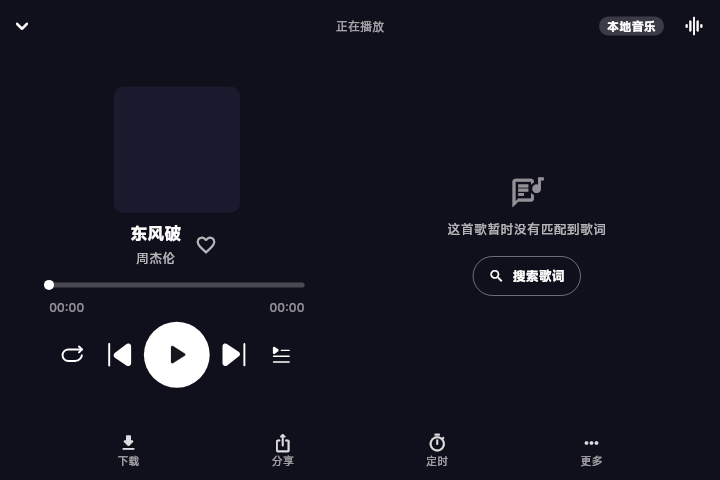 正在播放
本地音乐
东风破
周杰伦
00:00
00:00
这首歌暂时没有匹配到歌词
搜索歌词
下载
分享
定时
更多